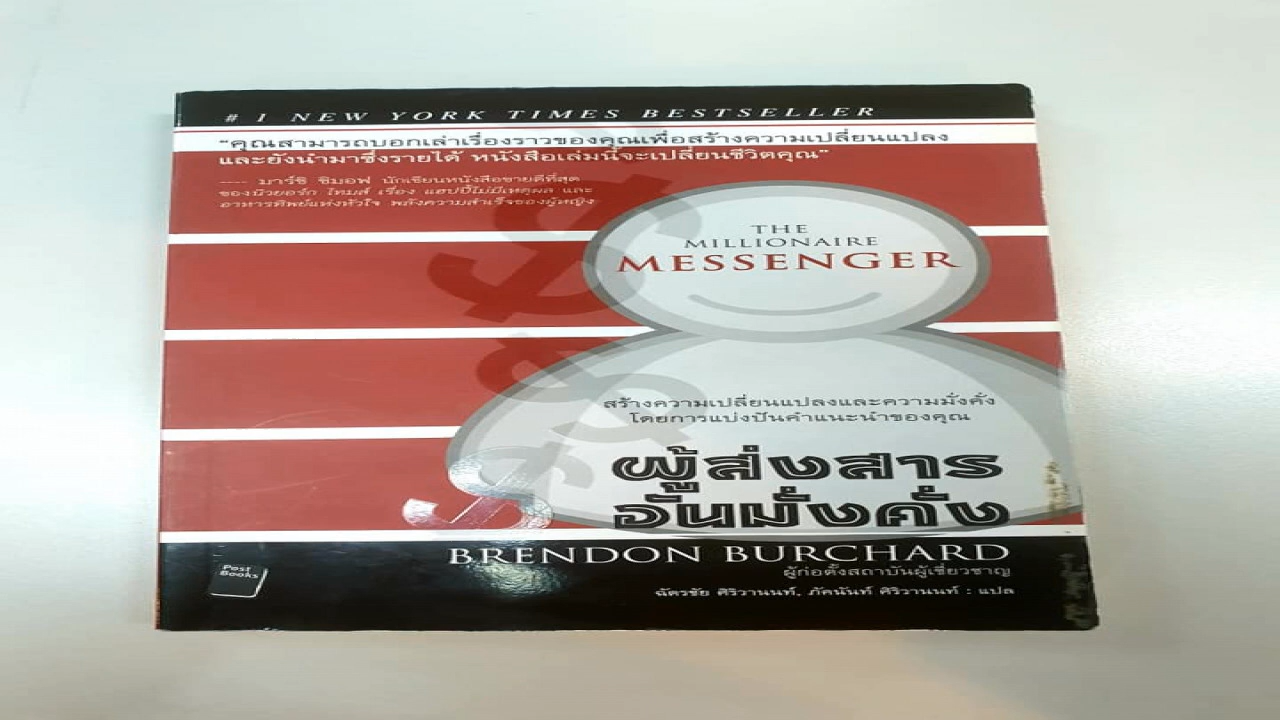 # 1 NEW YORK TIMES BESTSELLER
"คุณสามารถบอกเล่าเรื่องราวของคุณเพื่อสร้างความเปลี่ยนแปลง
และยังนำมาซึ่งรายได้ หนังสือเล่มนี้จะเปลี่ยนชีวิตคุณ"
---- มาร์ซิ ชิมอฟ นักเขียนหนังสือขายดีที่สุด
ของนิวยอร์ก ไทมส์ เรื่อง แฮปปี้ไม่มีเหตุผล และ
อาหารทิพย์แห่งหัวใจ พลังความสำเร็จของผู้หญิง
THE
MILLIONAIRE
MESSENGER
สร้างความเปลี่ยนแปลงและความมั่งคั่ง
โดยการแบ่งปันคำแนะนำของคุณ
ผู้ส่งสาร
อันมั่งคั่ง
BRENDON BURCHARD
ผู้ก่อตั้งสถาบันผู้เชี่ยวชาญ
ฉัตรชัย ศิริวานนท์, ภัคนันท์ ศิริวานนท์ : แปล
Post
Books